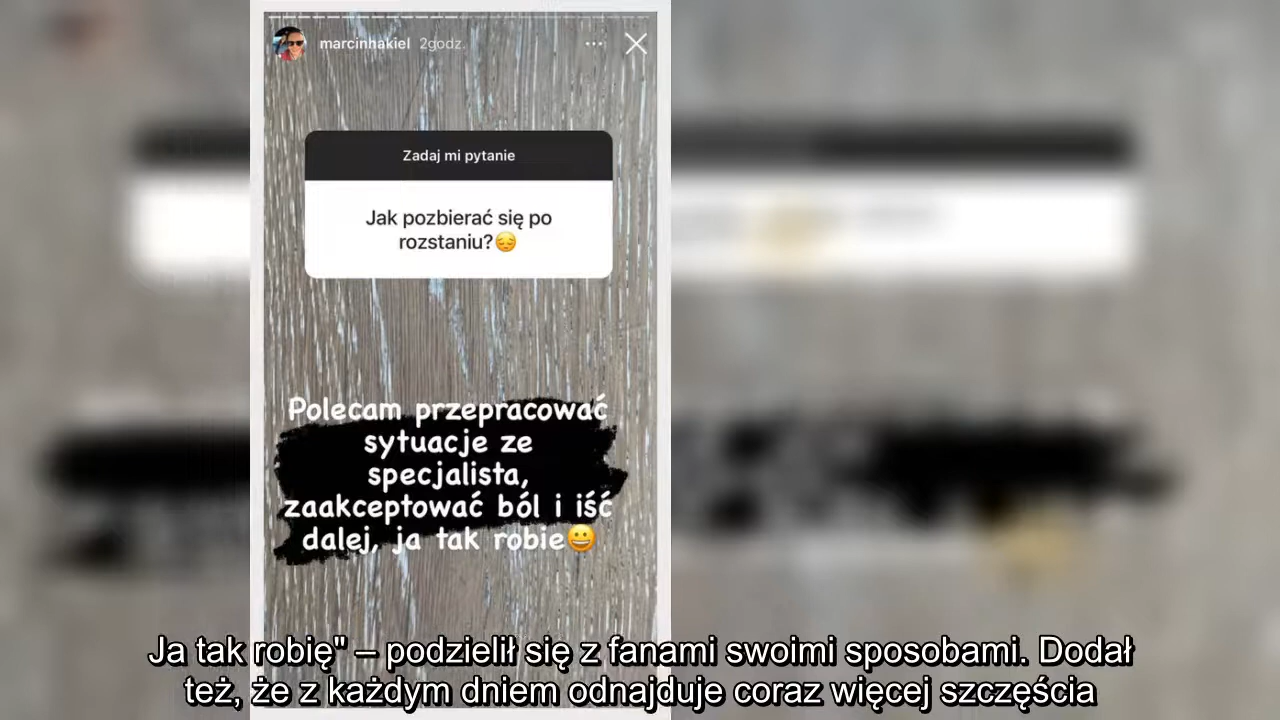 marcinhakiel 2godz.
Zadaj mi pytanie
Jak pozbierać się po
rozstaniu?😔
Polecam przepracować
sytuacje ze
specjalista,
zaakceptować ból i iść
dalej, ja tak robie😀
Ja tak robię" – podzielił się z fanami swoimi sposobami. Dodał
też, że z każdym dniem odnajduje coraz więcej szczęścia